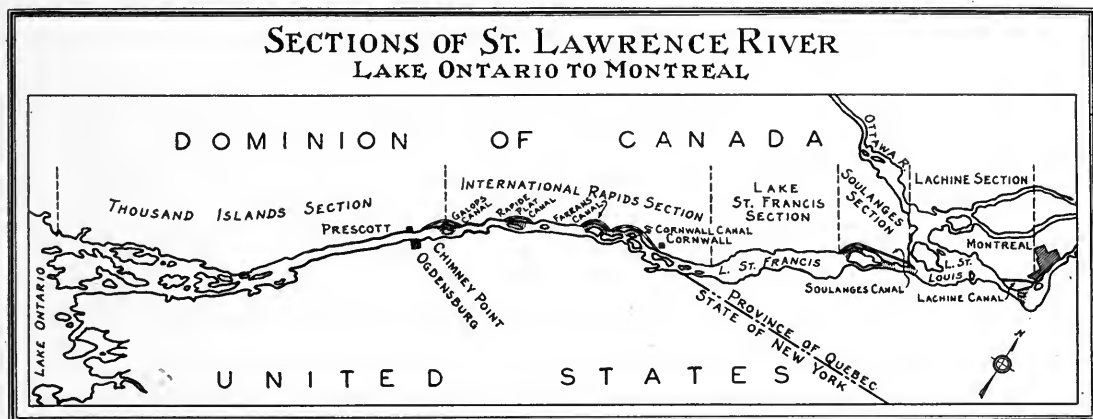 SECTIONS OF ST. LAWRENCE RIVER
LAKE ONTARIO TO MONTREAL
DOMINION OF CANADA
THOUSAND ISLANDS SECTION
INTERNATIONAL RAPIDS SECTION
LAKE
ST. FRANCIS
SECTION
SOULANGES
SECTION
OTTAWA R.
LACHINE SECTION
PRESCOTT
GALOPS
CANAL
RAPIDE
PLAT
CANAL
FARRANS
CANAL
CORNWALL CANAL
CORNWALL
CHIMNEY POINT
OGDENSBURG
L. ST. FRANCIS
SOULANGES CANAL
MONTREAL
L. ST.
LOUIS
LACHINE CANAL
PROVINCE OF QUEBEC
STATE OF NEW YORK
LAKE ONTARIO
N
UNITED STATES